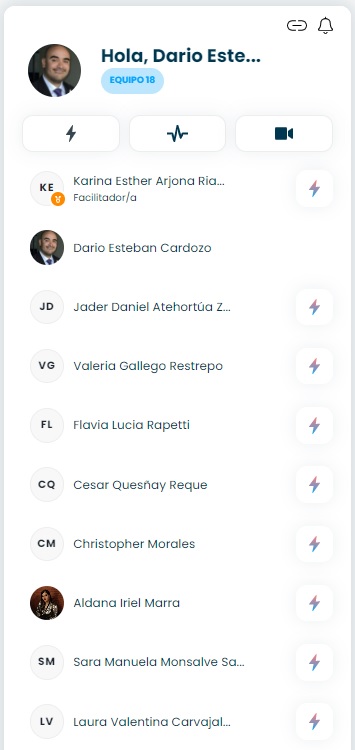 Hola, Dario Este...
EQUIPO 18
KE
Karina Esther Arjona Ria...
Facilitador/a
Dario Esteban Cardozo
JD
Jader Daniel Atehortúa Z...
VG
Valeria Gallego Restrepo
FL
Flavia Lucia Rapetti
CQ
Cesar Quesñay Reque
CM
Christopher Morales
Aldana Iriel Marra
SM
Sara Manuela Monsalve Sa...
LV
Laura Valentina Carvajal...